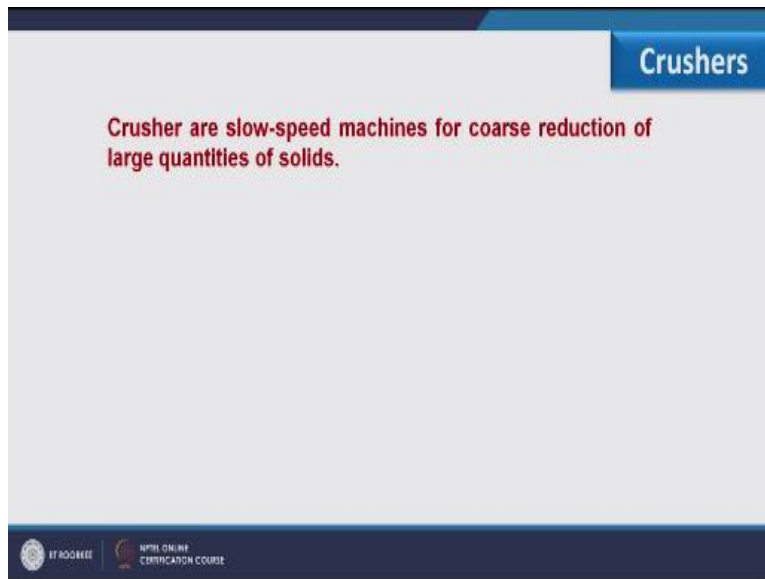 Crushers
Crusher are slow-speed machines for coarse reduction of
large quantities of solids.
IIT ROORKEE
NPTEL ONLINE
CERTIFICATION COURSE